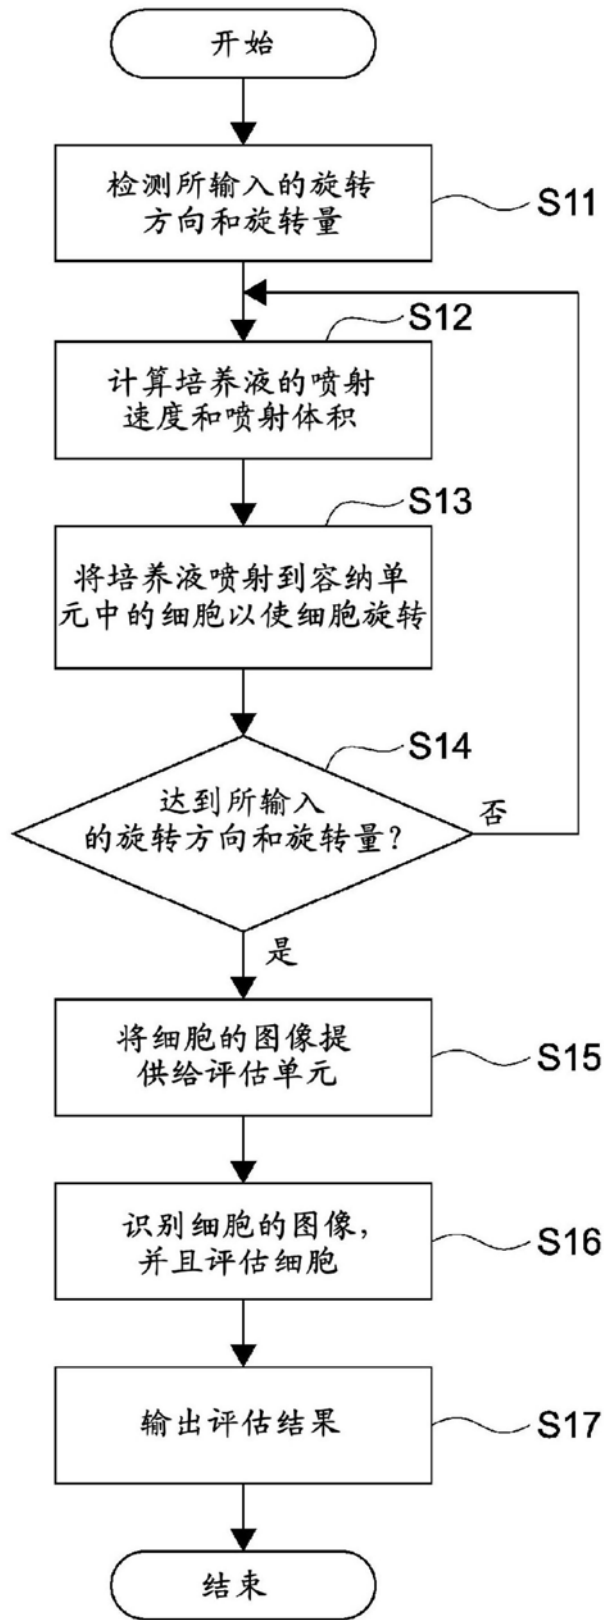 开始
检测所输入的旋转
方向和旋转量
S11
S12
计算培养液的喷射
速度和喷射体积
S13
将培养液喷射到容纳单
元中的细胞以使细胞旋转
S14
达到所输入
的旋转方向和旋转量?
否
是
将细胞的图像提
供给评估单元
S15
识别细胞的图像,
并且评估细胞
S16
输出评估结果
S17
结束